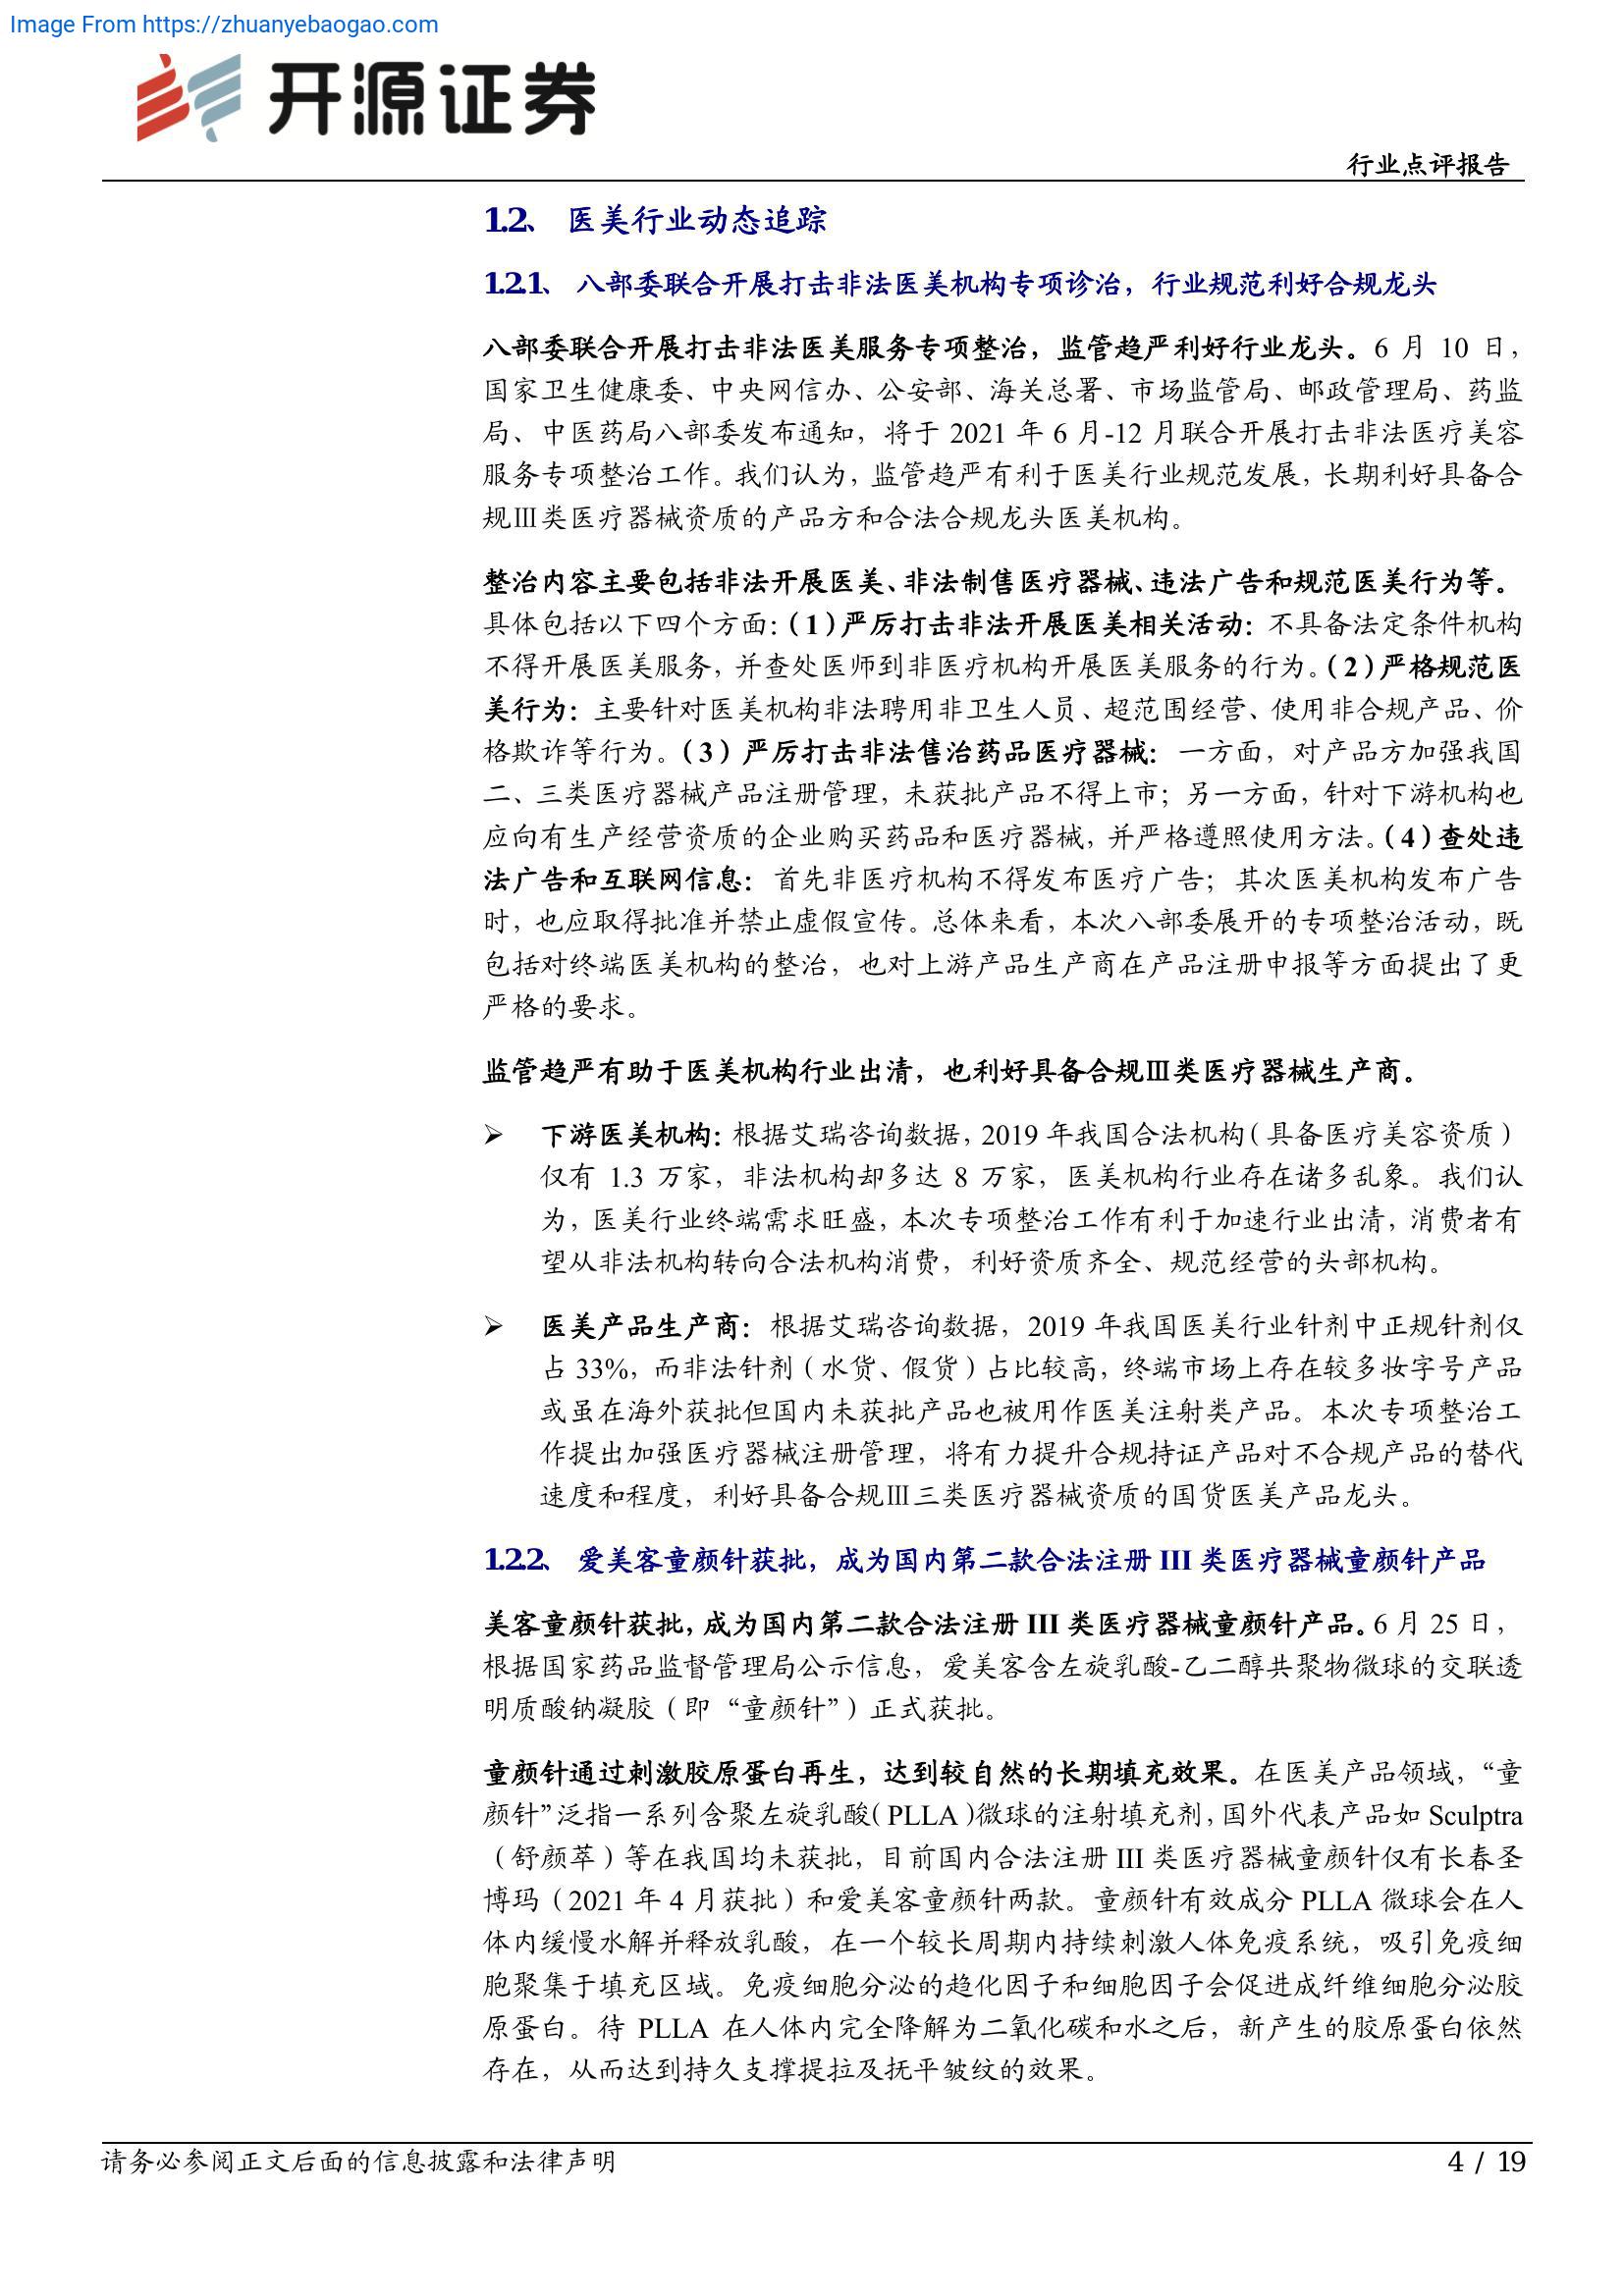 Image From https://zhuanyebaogao.com
开源证券
行业点评报告
1.2、 医美行业动态追踪
1.2.1、 八部委联合开展打击非法医美机构专项诊治，行业规范利好合规龙头
八部委联合开展打击非法医美服务专项整治，监管趋严利好行业龙头。6 月 10 日，
国家卫生健康委、中央网信办、公安部、海关总署、市场监管局、邮政管理局、药监
局、中医药局八部委发布通知，将于 2021 年 6 月-12 月联合开展打击非法医疗美容
服务专项整治工作。我们认为，监管趋严有利于医美行业规范发展，长期利好具备合
规Ⅲ类医疗器械资质的产品方和合法合规龙头医美机构。
整治内容主要包括非法开展医美、非法制售医疗器械、违法广告和规范医美行为等。
具体包括以下四个方面：（1）严厉打击非法开展医美相关活动：不具备法定条件机构
不得开展医美服务，并查处医师到非医疗机构开展医美服务的行为。（2）严格规范医
美行为：主要针对医美机构非法聘用非卫生人员、超范围经营、使用非合规产品、价
格欺诈等行为。（3）严厉打击非法售治药品医疗器械：一方面，对产品方加强我国
二、三类医疗器械产品注册管理，未获批产品不得上市；另一方面，针对下游机构也
应向有生产经营资质的企业购买药品和医疗器械，并严格遵照使用方法。（4）查处违
法广告和互联网信息：首先非医疗机构不得发布医疗广告；其次医美机构发布广告
时，也应取得批准并禁止虚假宣传。总体来看，本次八部委展开的专项整治活动，既
包括对终端医美机构的整治，也对上游产品生产商在产品注册申报等方面提出了更
严格的要求。
监管趋严有助于医美机构行业出清，也利好具备合规Ⅲ类医疗器械生产商。
➢ 下游医美机构：根据艾瑞咨询数据，2019 年我国合法机构（具备医疗美容资质）
仅有 1.3 万家，非法机构却多达 8 万家，医美机构行业存在诸多乱象。我们认
为，医美行业终端需求旺盛，本次专项整治工作有利于加速行业出清，消费者有
望从非法机构转向合法机构消费，利好资质齐全、规范经营的头部机构。
➢ 医美产品生产商：根据艾瑞咨询数据，2019 年我国医美行业针剂中正规针剂仅
占 33%，而非法针剂（水货、假货）占比较高，终端市场上存在较多妆字号产品
或虽在海外获批但国内未获批产品也被用作医美注射类产品。本次专项整治工
作提出加强医疗器械注册管理，将有力提升合规持证产品对不合规产品的替代
速度和程度，利好具备合规Ⅲ三类医疗器械资质的国货医美产品龙头。
1.2.2、 爱美客童颜针获批，成为国内第二款合法注册 III 类医疗器械童颜针产品
美客童颜针获批，成为国内第二款合法注册 III 类医疗器械童颜针产品。6 月 25 日，
根据国家药品监督管理局公示信息，爱美客含左旋乳酸-乙二醇共聚物微球的交联透
明质酸钠凝胶（即“童颜针”）正式获批。
童颜针通过刺激胶原蛋白再生，达到较自然的长期填充效果。在医美产品领域，“童
颜针”泛指一系列含聚左旋乳酸（PLLA）微球的注射填充剂，国外代表产品如 Sculptra
（舒颜萃）等在我国均未获批，目前国内合法注册 III 类医疗器械童颜针仅有长春圣
博玛（2021 年 4 月获批）和爱美客童颜针两款。童颜针有效成分 PLLA 微球会在人
体内缓慢水解并释放乳酸，在一个较长周期内持续刺激人体免疫系统，吸引免疫细
胞聚集于填充区域。免疫细胞分泌的趋化因子和细胞因子会促进成纤维细胞分泌胶
原蛋白。待 PLLA 在人体内完全降解为二氧化碳和水之后，新产生的胶原蛋白依然
存在，从而达到持久支撑提拉及抚平皱纹的效果。
请务必参阅正文后面的信息披露和法律声明
4 / 19